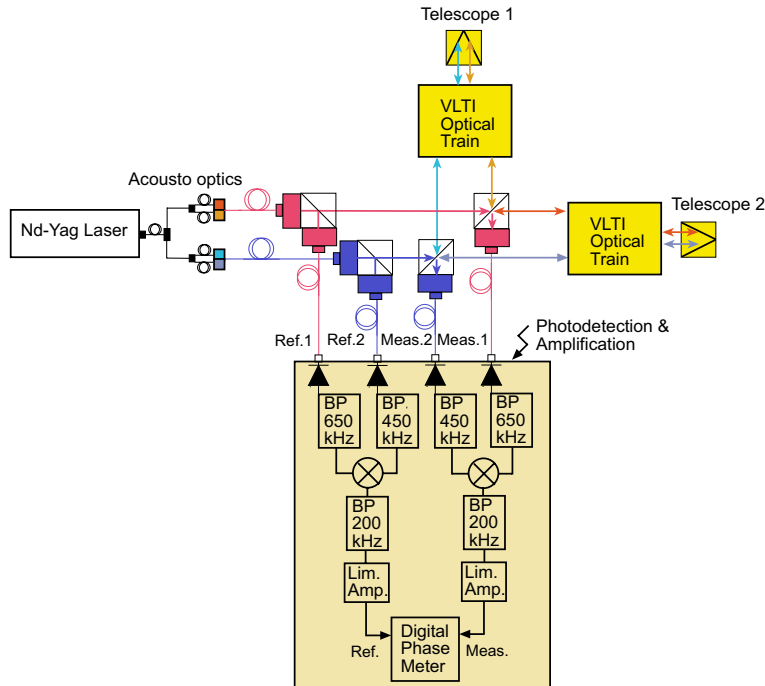 Telescope 1
VLTI
Optical
Train
Acousto optics
Nd-Yag Laser
Telescope 2
VLTI
Optical
Train
Photodetection &
Amplification
Ref.1
Ref.2
Meas.2
Meas.1
BP
650
kHz
BP.
450
kHz
BP
450
kHz
BP
650
kHz
BP
200
kHz
BP
200
kHz
Lim.
Amp.
Lim.
Amp.
Digital
Phase
Meter
Ref.
Meas.